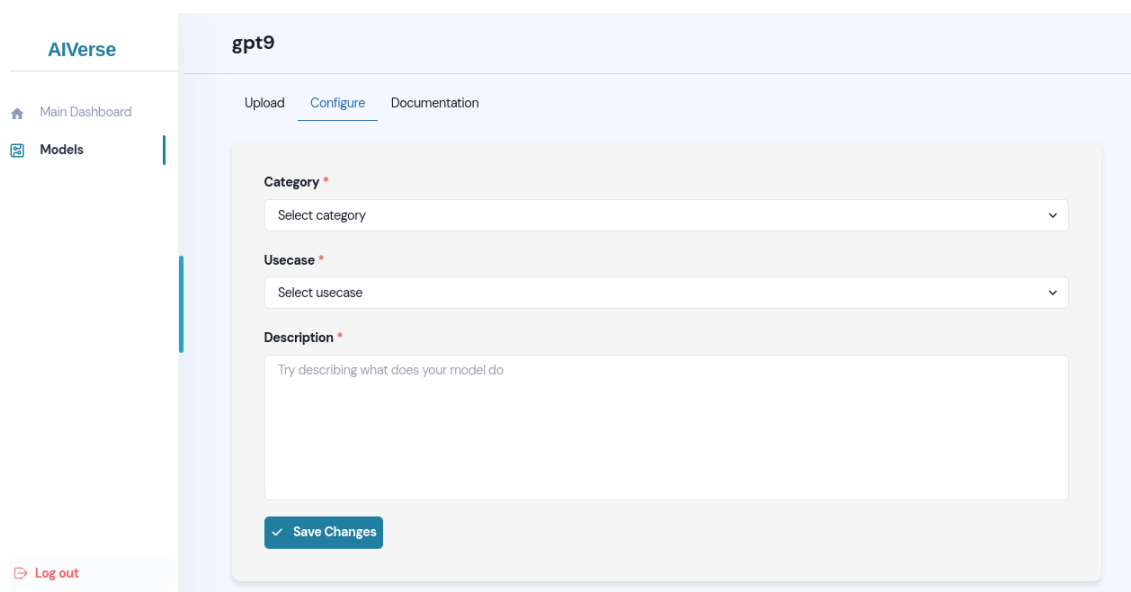 AIVerse
Main Dashboard
Models
Log out
gpt9
Upload Configure Documentation
Category *
Select category
Usecase *
Select usecase
Description *
Try describing what does your model do
Save Changes